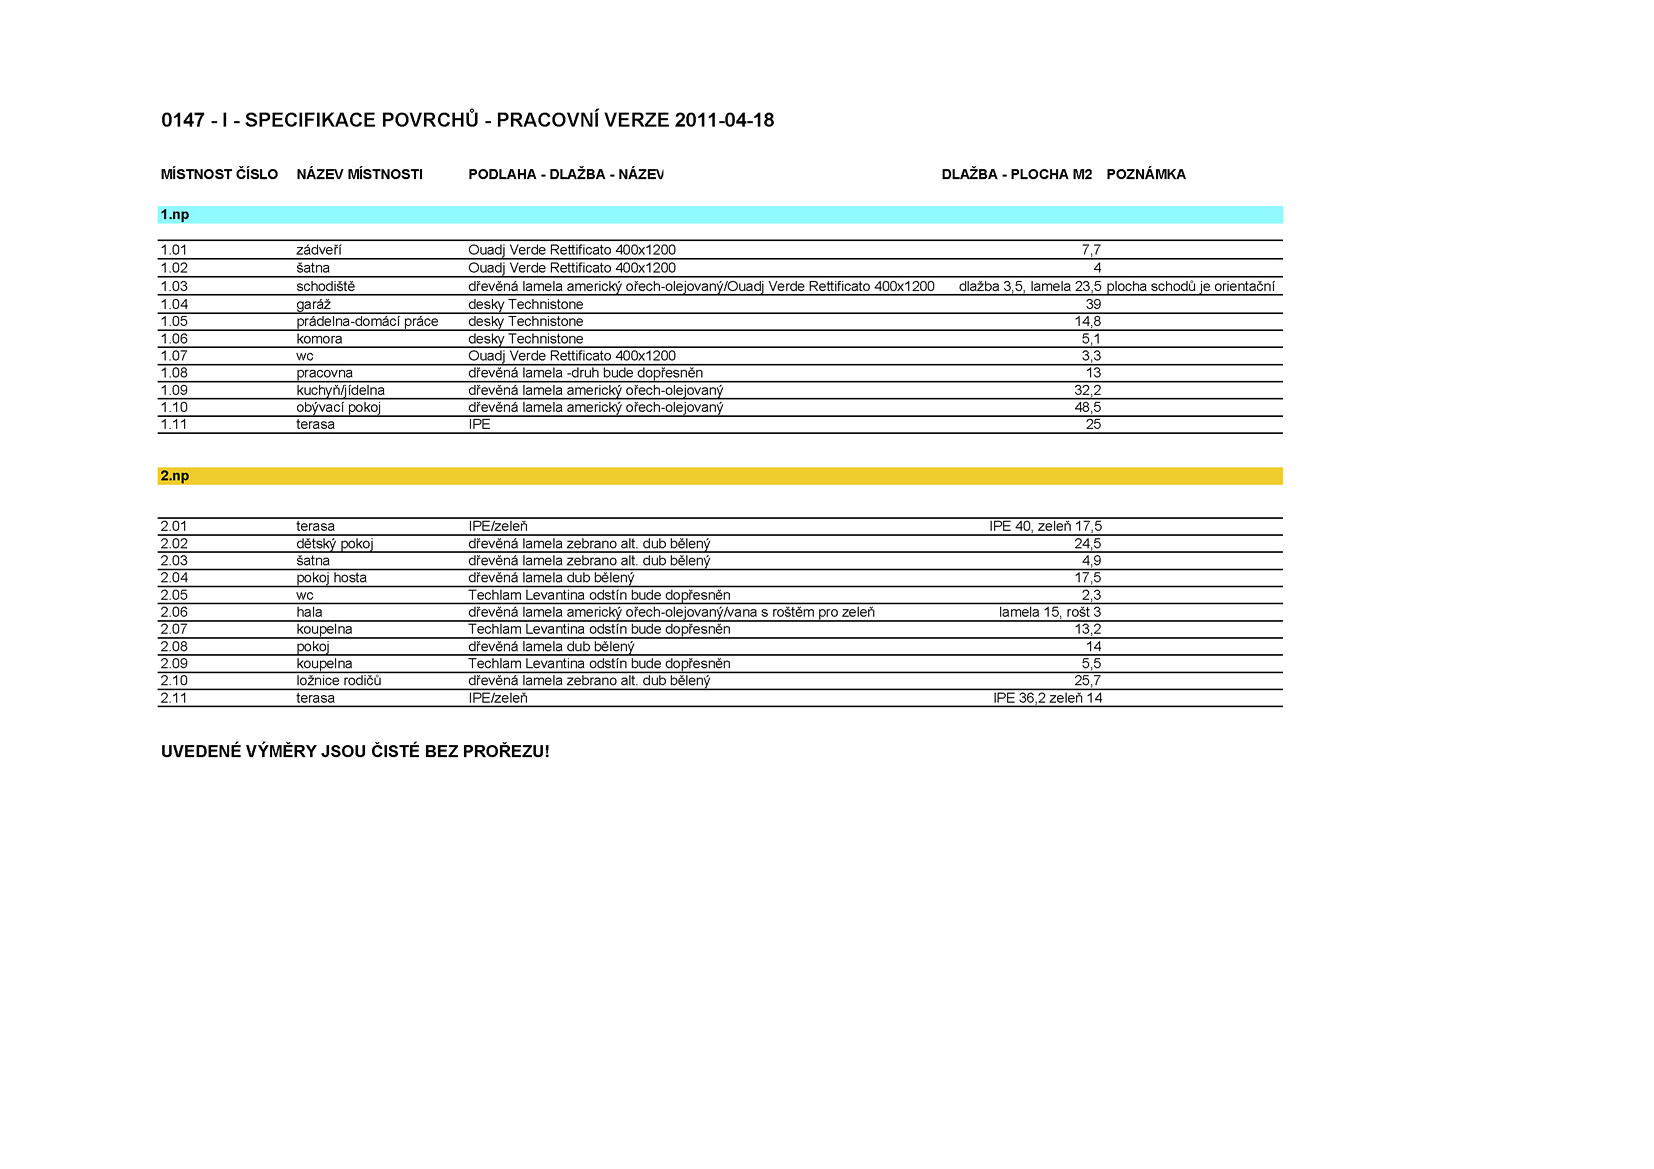 0147 - I - SPECIFIKACE POVRCHŮ - PRACOVNÍ VERZE 2011-04-18
MÍSTNOST ČÍSLO NÁZEV MÍSTNOSTI PODLAHA - DLAŽBA - NÁZEV DLAŽBA - PLOCHA M2 POZNÁMKA
1.np
1.01 zádveří Ouadj Verde Rettificato 400x1200 7,7
1.02 šatna Ouadj Verde Rettificato 400x1200 4
1.03 schodiště dřevěná lamela americký ořech-olejovaný/Ouadj Verde Rettificato 400x1200 dlažba 3,5, lamela 23,5 plocha schodů je orientační
1.04 garáž desky Technistone 39
1.05 prádelna-domácí práce desky Technistone 14,8
1.06 komora desky Technistone 5,1
1.07 wc Ouadj Verde Rettificato 400x1200 3,3
1.08 pracovna dřevěná lamela -druh bude dopřesněn 13
1.09 kuchyň/jídelna dřevěná lamela americký ořech-olejovaný 32,2
1.10 obývací pokoj dřevěná lamela americký ořech-olejovaný 48,5
1.11 terasa IPE 25
2.np
2.01 terasa IPE/zeleň IPE 40, zeleň 17,5
2.02 dětský pokoj dřevěná lamela zebrano alt. dub bělený 24,5
2.03 šatna dřevěná lamela zebrano alt. dub bělený 4,9
2.04 pokoj hosta dřevěná lamela dub bělený 17,5
2.05 wc Techlam Levantina odstín bude dopřesněn 2,3
2.06 hala dřevěná lamela americký ořech-olejovaný/vana s roštěm pro zeleň lamela 15, rošt 3
2.07 koupelna Techlam Levantina odstín bude dopřesněn 13,2
2.08 pokoj dřevěná lamela dub bělený 14
2.09 koupelna Techlam Levantina odstín bude dopřesněn 5,5
2.10 ložnice rodičů dřevěná lamela zebrano alt. dub bělený 25,7
2.11 terasa IPE/zeleň IPE 36,2 zeleň 14
UVEDENÉ VÝMĚRY JSOU ČISTÉ BEZ PROŘEZU!